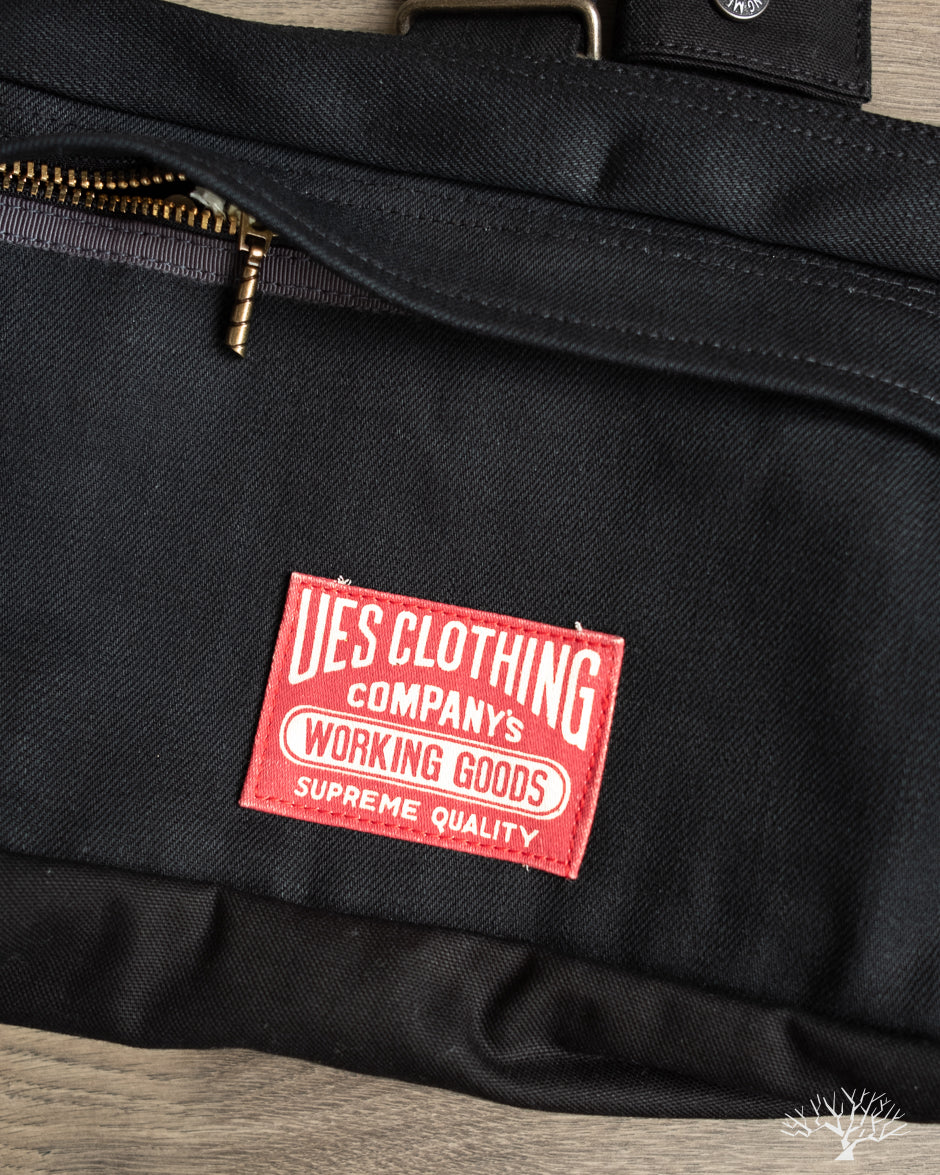 UES CLOTHING
COMPANY'S
WORKING GOODS
SUPREME QUALITY